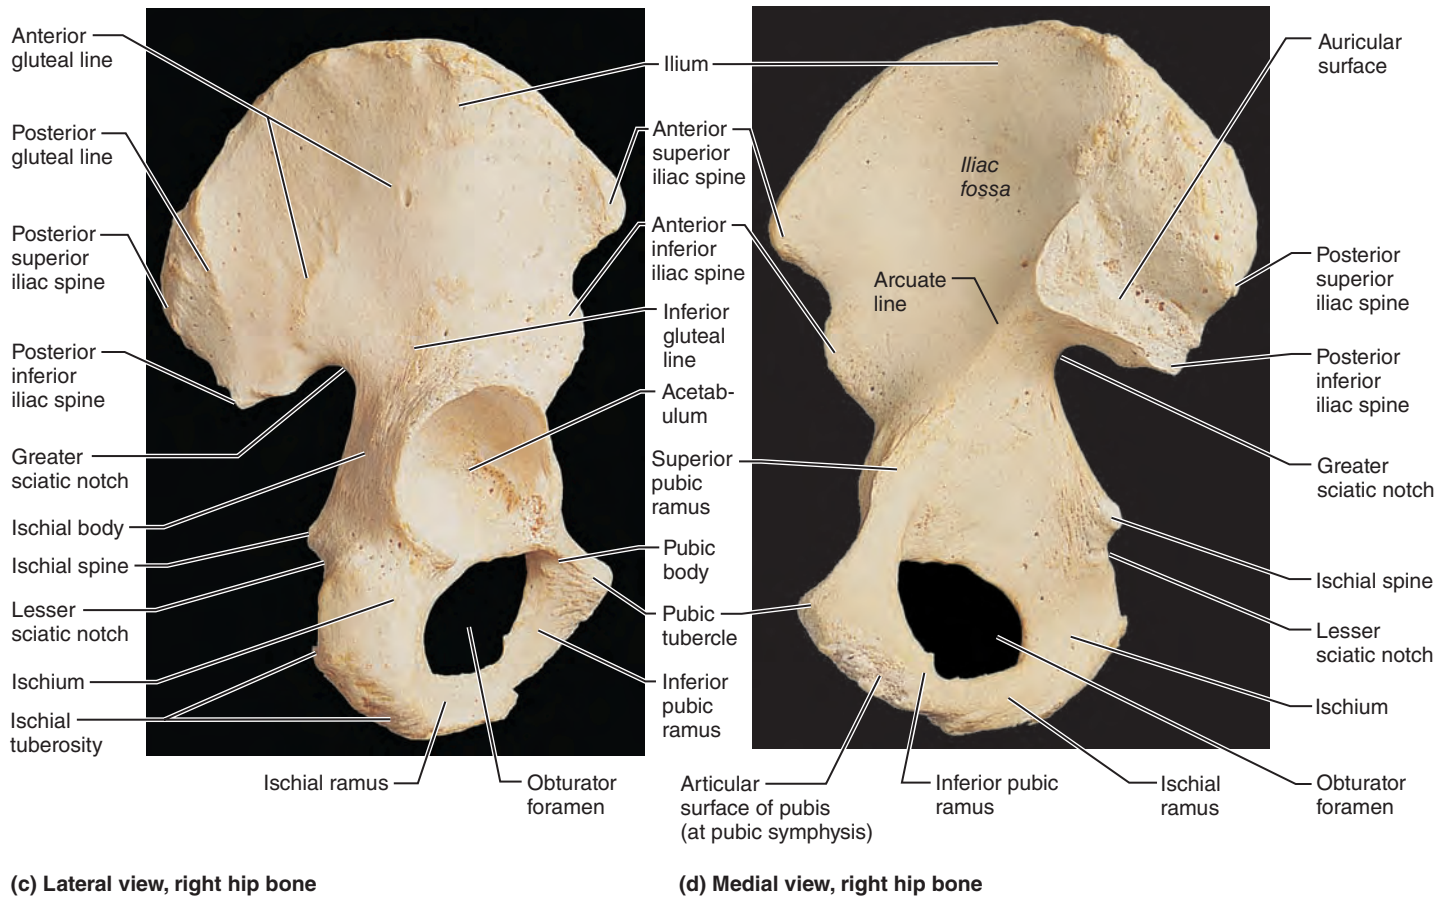 Anterior
gluteal line
Posterior
gluteal line
Posterior
superior
iliac spine
Posterior
inferior
iliac spine
Greater
sciatic notch
Ischial body
Ischial spine
Lesser
sciatic notch
Ischium
Ischial
tuberosity
Ischial ramus
Obturator
foramen
Ilium
Anterior
superior
iliac spine
Anterior
inferior
iliac spine
Inferior
gluteal
line
Acetab-
ulum
Superior
pubic
ramus
Pubic
body
Pubic
tubercle
Inferior
pubic
ramus
Iliac
fossa
Arcuate
line
Auricular
surface
Posterior
superior
iliac spine
Posterior
inferior
iliac spine
Greater
sciatic notch
Ischial spine
Lesser
sciatic notch
Ischium
Articular
surface of pubis
(at pubic symphysis)
Inferior pubic
ramus
Ischial
ramus
Obturator
foramen
(c) Lateral view, right hip bone
(d) Medial view, right hip bone